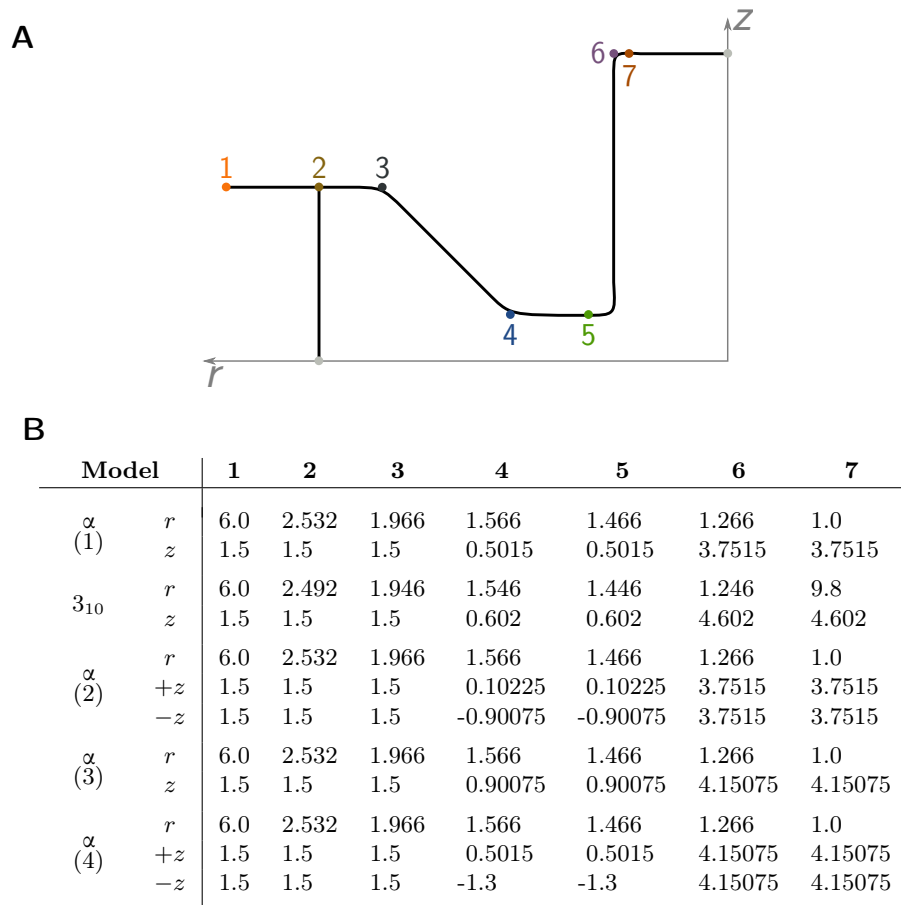 A
z
6
7
1 2 3
4 5
r
B
Model 1 2 3 4 5 6 7
α (1) r 6.0 2.532 1.966 1.566 1.466 1.266 1.0
z 1.5 1.5 1.5 0.5015 0.5015 3.7515 3.7515
3₁₀ r 6.0 2.492 1.946 1.546 1.446 1.246 9.8
z 1.5 1.5 1.5 0.602 0.602 4.602 4.602
α (2) r 6.0 2.532 1.966 1.566 1.466 1.266 1.0
+z 1.5 1.5 1.5 0.10225 0.10225 3.7515 3.7515
−z 1.5 1.5 1.5 -0.90075 -0.90075 3.7515 3.7515
α (3) r 6.0 2.532 1.966 1.566 1.466 1.266 1.0
z 1.5 1.5 1.5 0.90075 0.90075 4.15075 4.15075
α (4) r 6.0 2.532 1.966 1.566 1.466 1.266 1.0
+z 1.5 1.5 1.5 0.5015 0.5015 4.15075 4.15075
−z 1.5 1.5 1.5 -1.3 -1.3 4.15075 4.15075